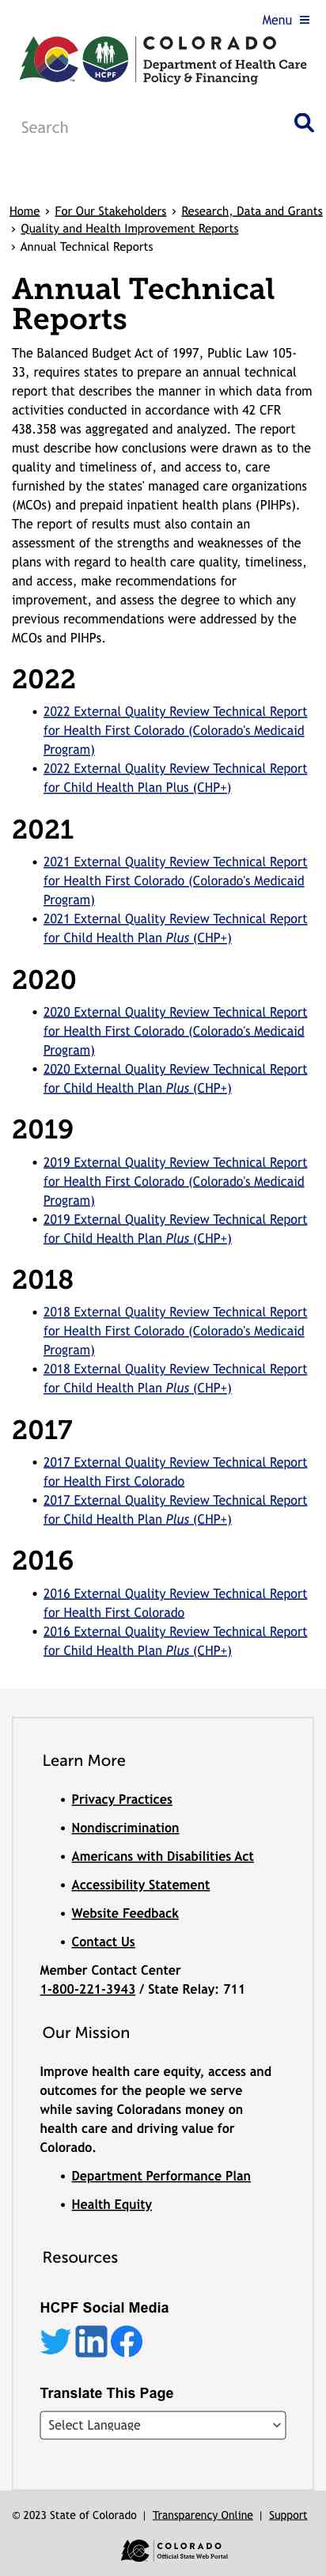 Menu ≡
COLORADO
Department of Health Care
Policy & Financing
HCPF
Search
Home › For Our Stakeholders › Research, Data and Grants
› Quality and Health Improvement Reports
› Annual Technical Reports
Annual Technical
Reports
The Balanced Budget Act of 1997, Public Law 105-
33, requires states to prepare an annual technical
report that describes the manner in which data from
activities conducted in accordance with 42 CFR
438.358 was aggregated and analyzed. The report
must describe how conclusions were drawn as to the
quality and timeliness of, and access to, care
furnished by the states' managed care organizations
(MCOs) and prepaid inpatient health plans (PIHPs).
The report of results must also contain an
assessment of the strengths and weaknesses of the
plans with regard to health care quality, timeliness,
and access, make recommendations for
improvement, and assess the degree to which any
previous recommendations were addressed by the
MCOs and PIHPs.
2022
• 2022 External Quality Review Technical Report
for Health First Colorado (Colorado's Medicaid
Program)
• 2022 External Quality Review Technical Report
for Child Health Plan Plus (CHP+)
2021
• 2021 External Quality Review Technical Report
for Health First Colorado (Colorado's Medicaid
Program)
• 2021 External Quality Review Technical Report
for Child Health Plan Plus (CHP+)
2020
• 2020 External Quality Review Technical Report
for Health First Colorado (Colorado's Medicaid
Program)
• 2020 External Quality Review Technical Report
for Child Health Plan Plus (CHP+)
2019
• 2019 External Quality Review Technical Report
for Health First Colorado (Colorado's Medicaid
Program)
• 2019 External Quality Review Technical Report
for Child Health Plan Plus (CHP+)
2018
• 2018 External Quality Review Technical Report
for Health First Colorado (Colorado's Medicaid
Program)
• 2018 External Quality Review Technical Report
for Child Health Plan Plus (CHP+)
2017
• 2017 External Quality Review Technical Report
for Health First Colorado
• 2017 External Quality Review Technical Report
for Child Health Plan Plus (CHP+)
2016
• 2016 External Quality Review Technical Report
for Health First Colorado
• 2016 External Quality Review Technical Report
for Child Health Plan Plus (CHP+)
Learn More
• Privacy Practices
• Nondiscrimination
• Americans with Disabilities Act
• Accessibility Statement
• Website Feedback
• Contact Us
Member Contact Center
1-800-221-3943 / State Relay: 711
Our Mission
Improve health care equity, access and
outcomes for the people we serve
while saving Coloradans money on
health care and driving value for
Colorado.
• Department Performance Plan
• Health Equity
Resources
HCPF Social Media
Translate This Page
Select Language
© 2023 State of Colorado | Transparency Online | Support
COLORADO
Official State Web Portal